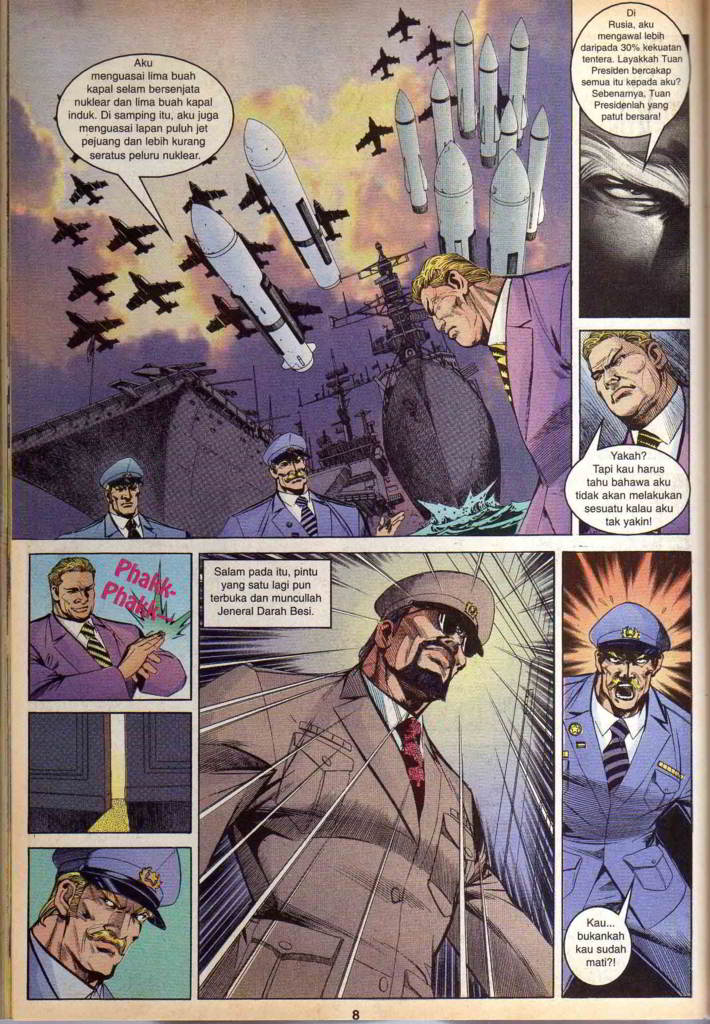 Aku
menguasai lima buah
kapal selam bersenjata
nuklear dan lima buah kapal
induk. Di samping itu, aku juga
menguasai lapan puluh jet
pejuang dan lebih kurang
seratus peluru nuklear.
Di
Rusia, aku
mengawal lebih
daripada 30% kekuatan
tentera. Layakkah Tuan
Presiden bercakap
semua itu kepada aku?
Sebenarnya, Tuan
Presidenlah yang
patut bersara!
Yakah?
Tapi kau harus
tahu bahawa aku
tidak akan melakukan
sesuatu kalau aku
tak yakin!
Phakk-
Phakk---
Salam pada itu, pintu
yang satu lagi pun
terbuka dan muncullah
Jeneral Darah Besi.
Kau...
bukankah
kau sudah
mati?!
8